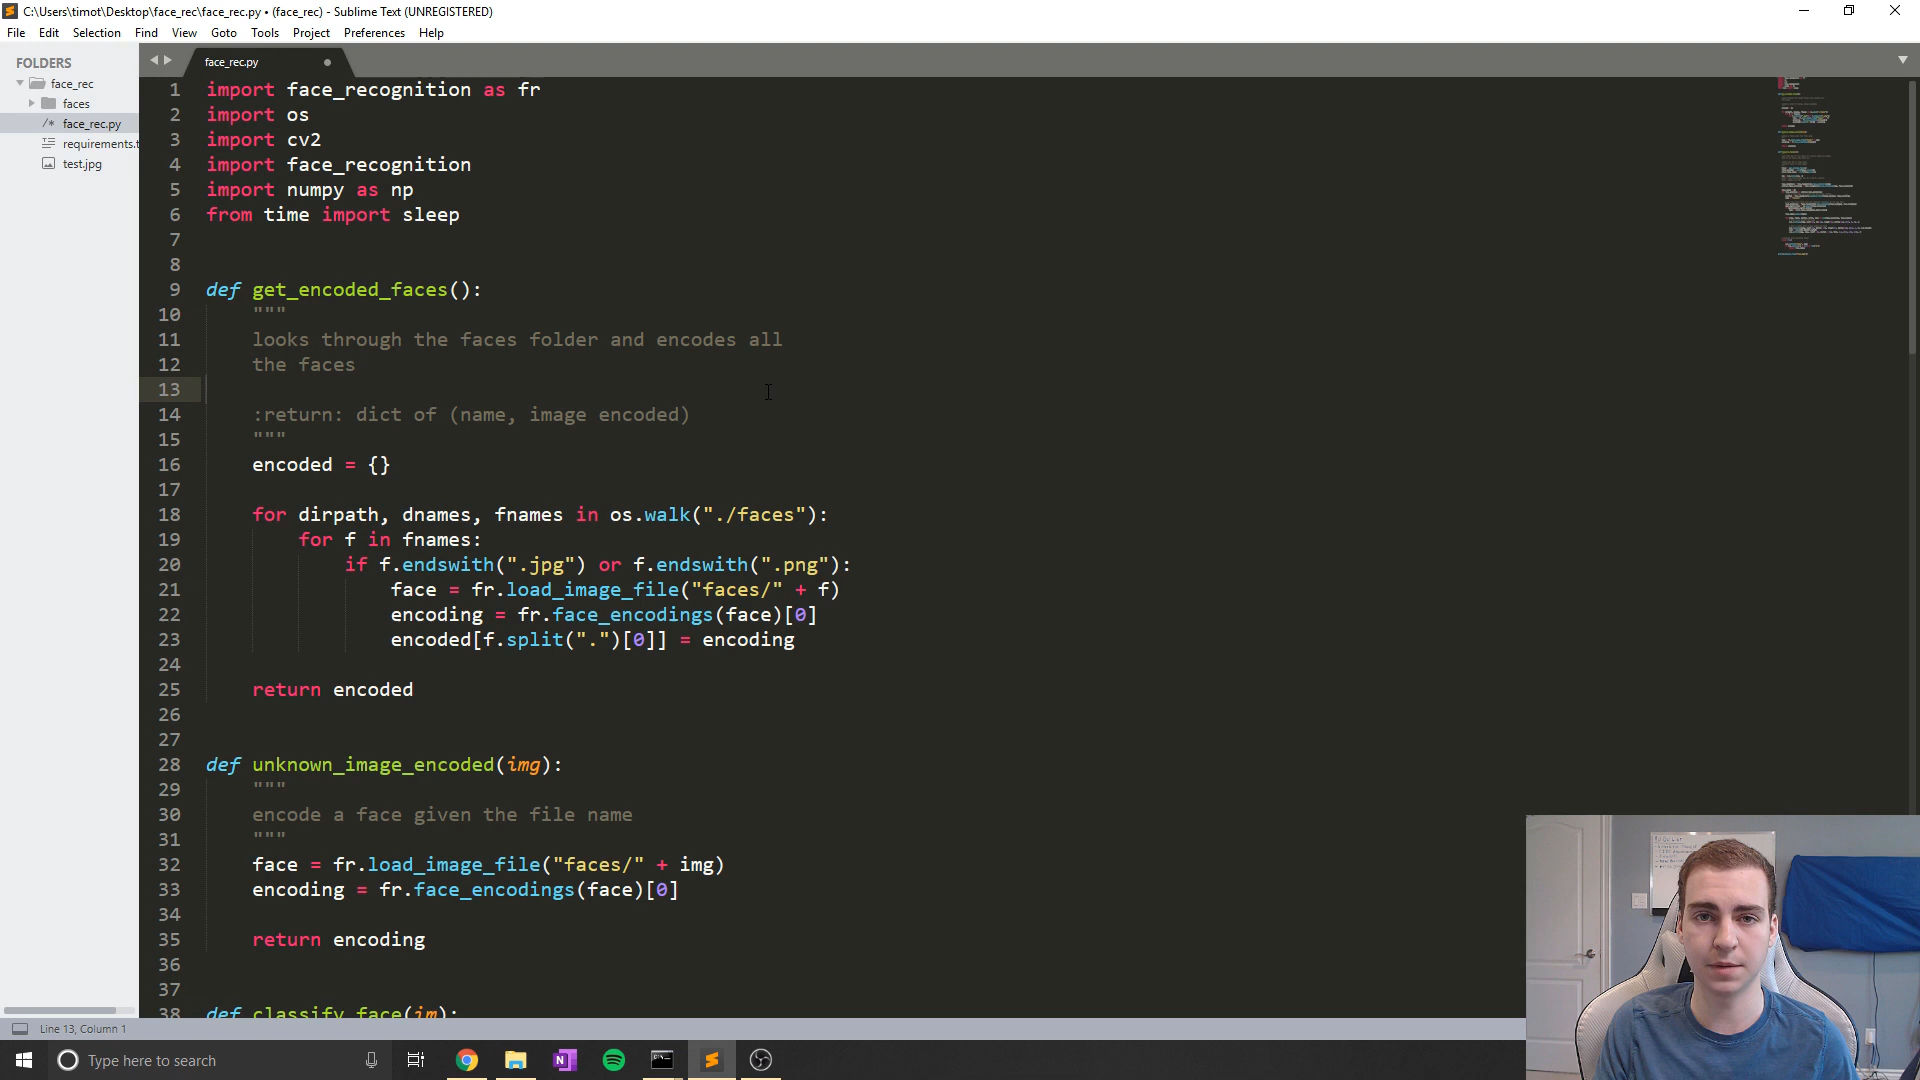 C:\Users\timot\Desktop\face_rec\face_rec.py • (face_rec) - Sublime Text (UNREGISTERED)
File Edit Selection Find View Goto Tools Project Preferences Help
FOLDERS
face_rec
faces
face_rec.py
requirements.t
test.jpg
face_rec.py
1 import face_recognition as fr
2 import os
3 import cv2
4 import face_recognition
5 import numpy as np
6 from time import sleep
7
8
9 def get_encoded_faces():
10 """
11 looks through the faces folder and encodes all
12 the faces
13
14 :return: dict of (name, image encoded)
15 """
16 encoded = {}
17
18 for dirpath, dnames, fnames in os.walk("./faces"):
19 for f in fnames:
20 if f.endswith(".jpg") or f.endswith(".png"):
21 face = fr.load_image_file("faces/" + f)
22 encoding = fr.face_encodings(face)[0]
23 encoded[f.split(".")[0]] = encoding
24
25 return encoded
26
27
28 def unknown_image_encoded(img):
29 """
30 encode a face given the file name
31 """
32 face = fr.load_image_file("faces/" + img)
33 encoding = fr.face_encodings(face)[0]
34
35 return encoding
36
37
38 def classify_face(im):
Line 13, Column 1
Type here to search